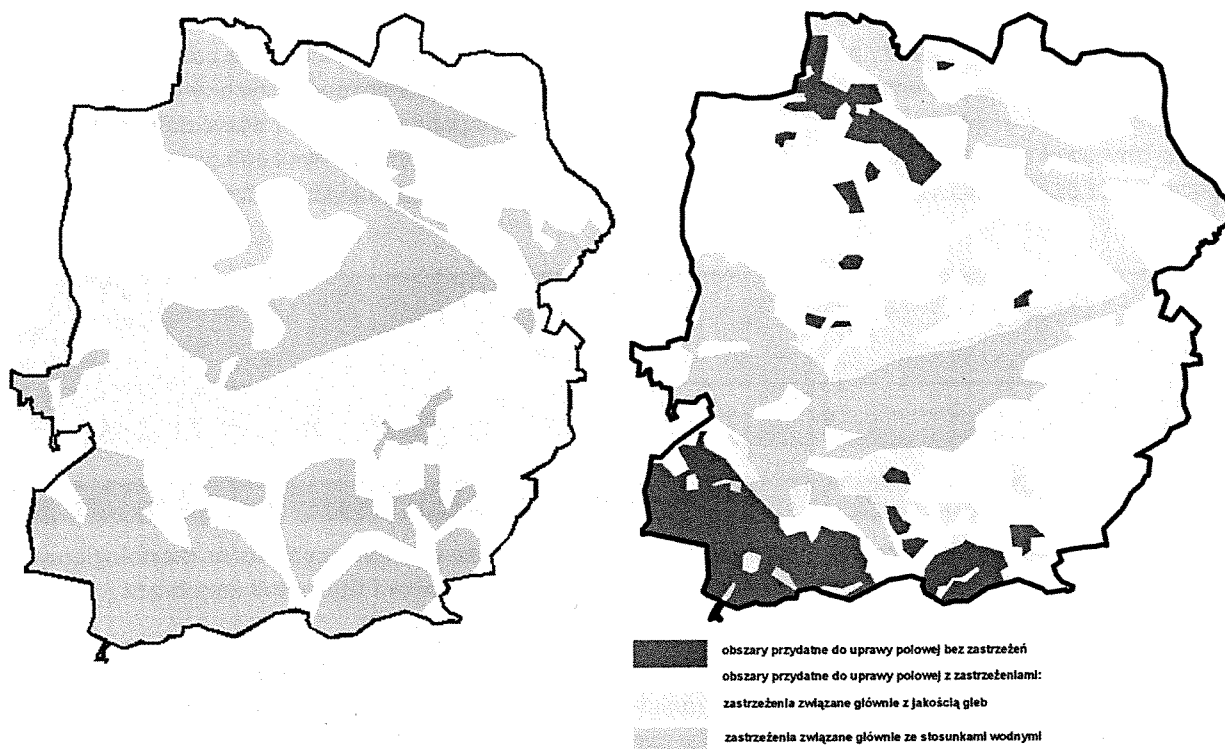 obszary przydatne do uprawy polowej bez zastrzeżeń
obszary przydatne do uprawy polowej z zastrzeżeniami:
zastrzeżenia związane głównie z jakością gleb
zastrzeżenia związane głównie ze stosunkami wodnymi